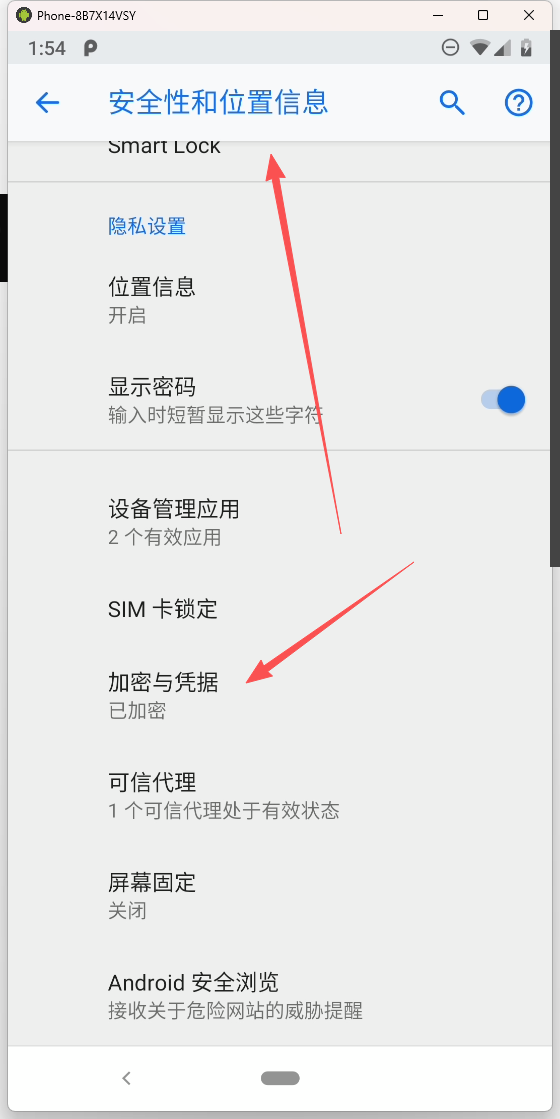 Phone-8B7X14VSY
1:54
安全性和位置信息
Smart Lock
隐私设置
位置信息
开启
显示密码
输入时短暂显示这些字符
设备管理应用
2 个有效应用
SIM 卡锁定
加密与凭据
已加密
可信代理
1 个可信代理处于有效状态
屏幕固定
关闭
Android 安全浏览
接收关于危险网站的威胁提醒